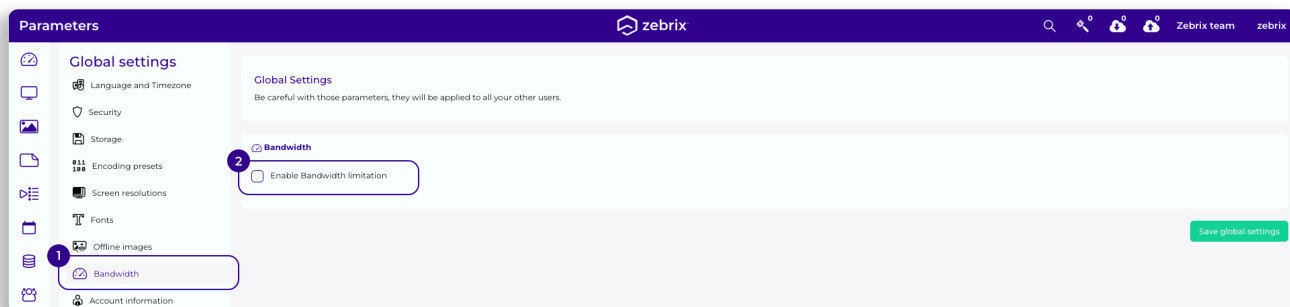 Parameters
zebrix
0
0
0
Zebrix team
zebrix
Global settings
Language and Timezone
Security
Storage
011
100
Encoding presets
Screen resolutions
Fonts
Offline images
1
Bandwidth
Account information
Global Settings
Be careful with those parameters, they will be applied to all your other users.
Bandwidth
2
Enable Bandwidth limitation
Save global settings